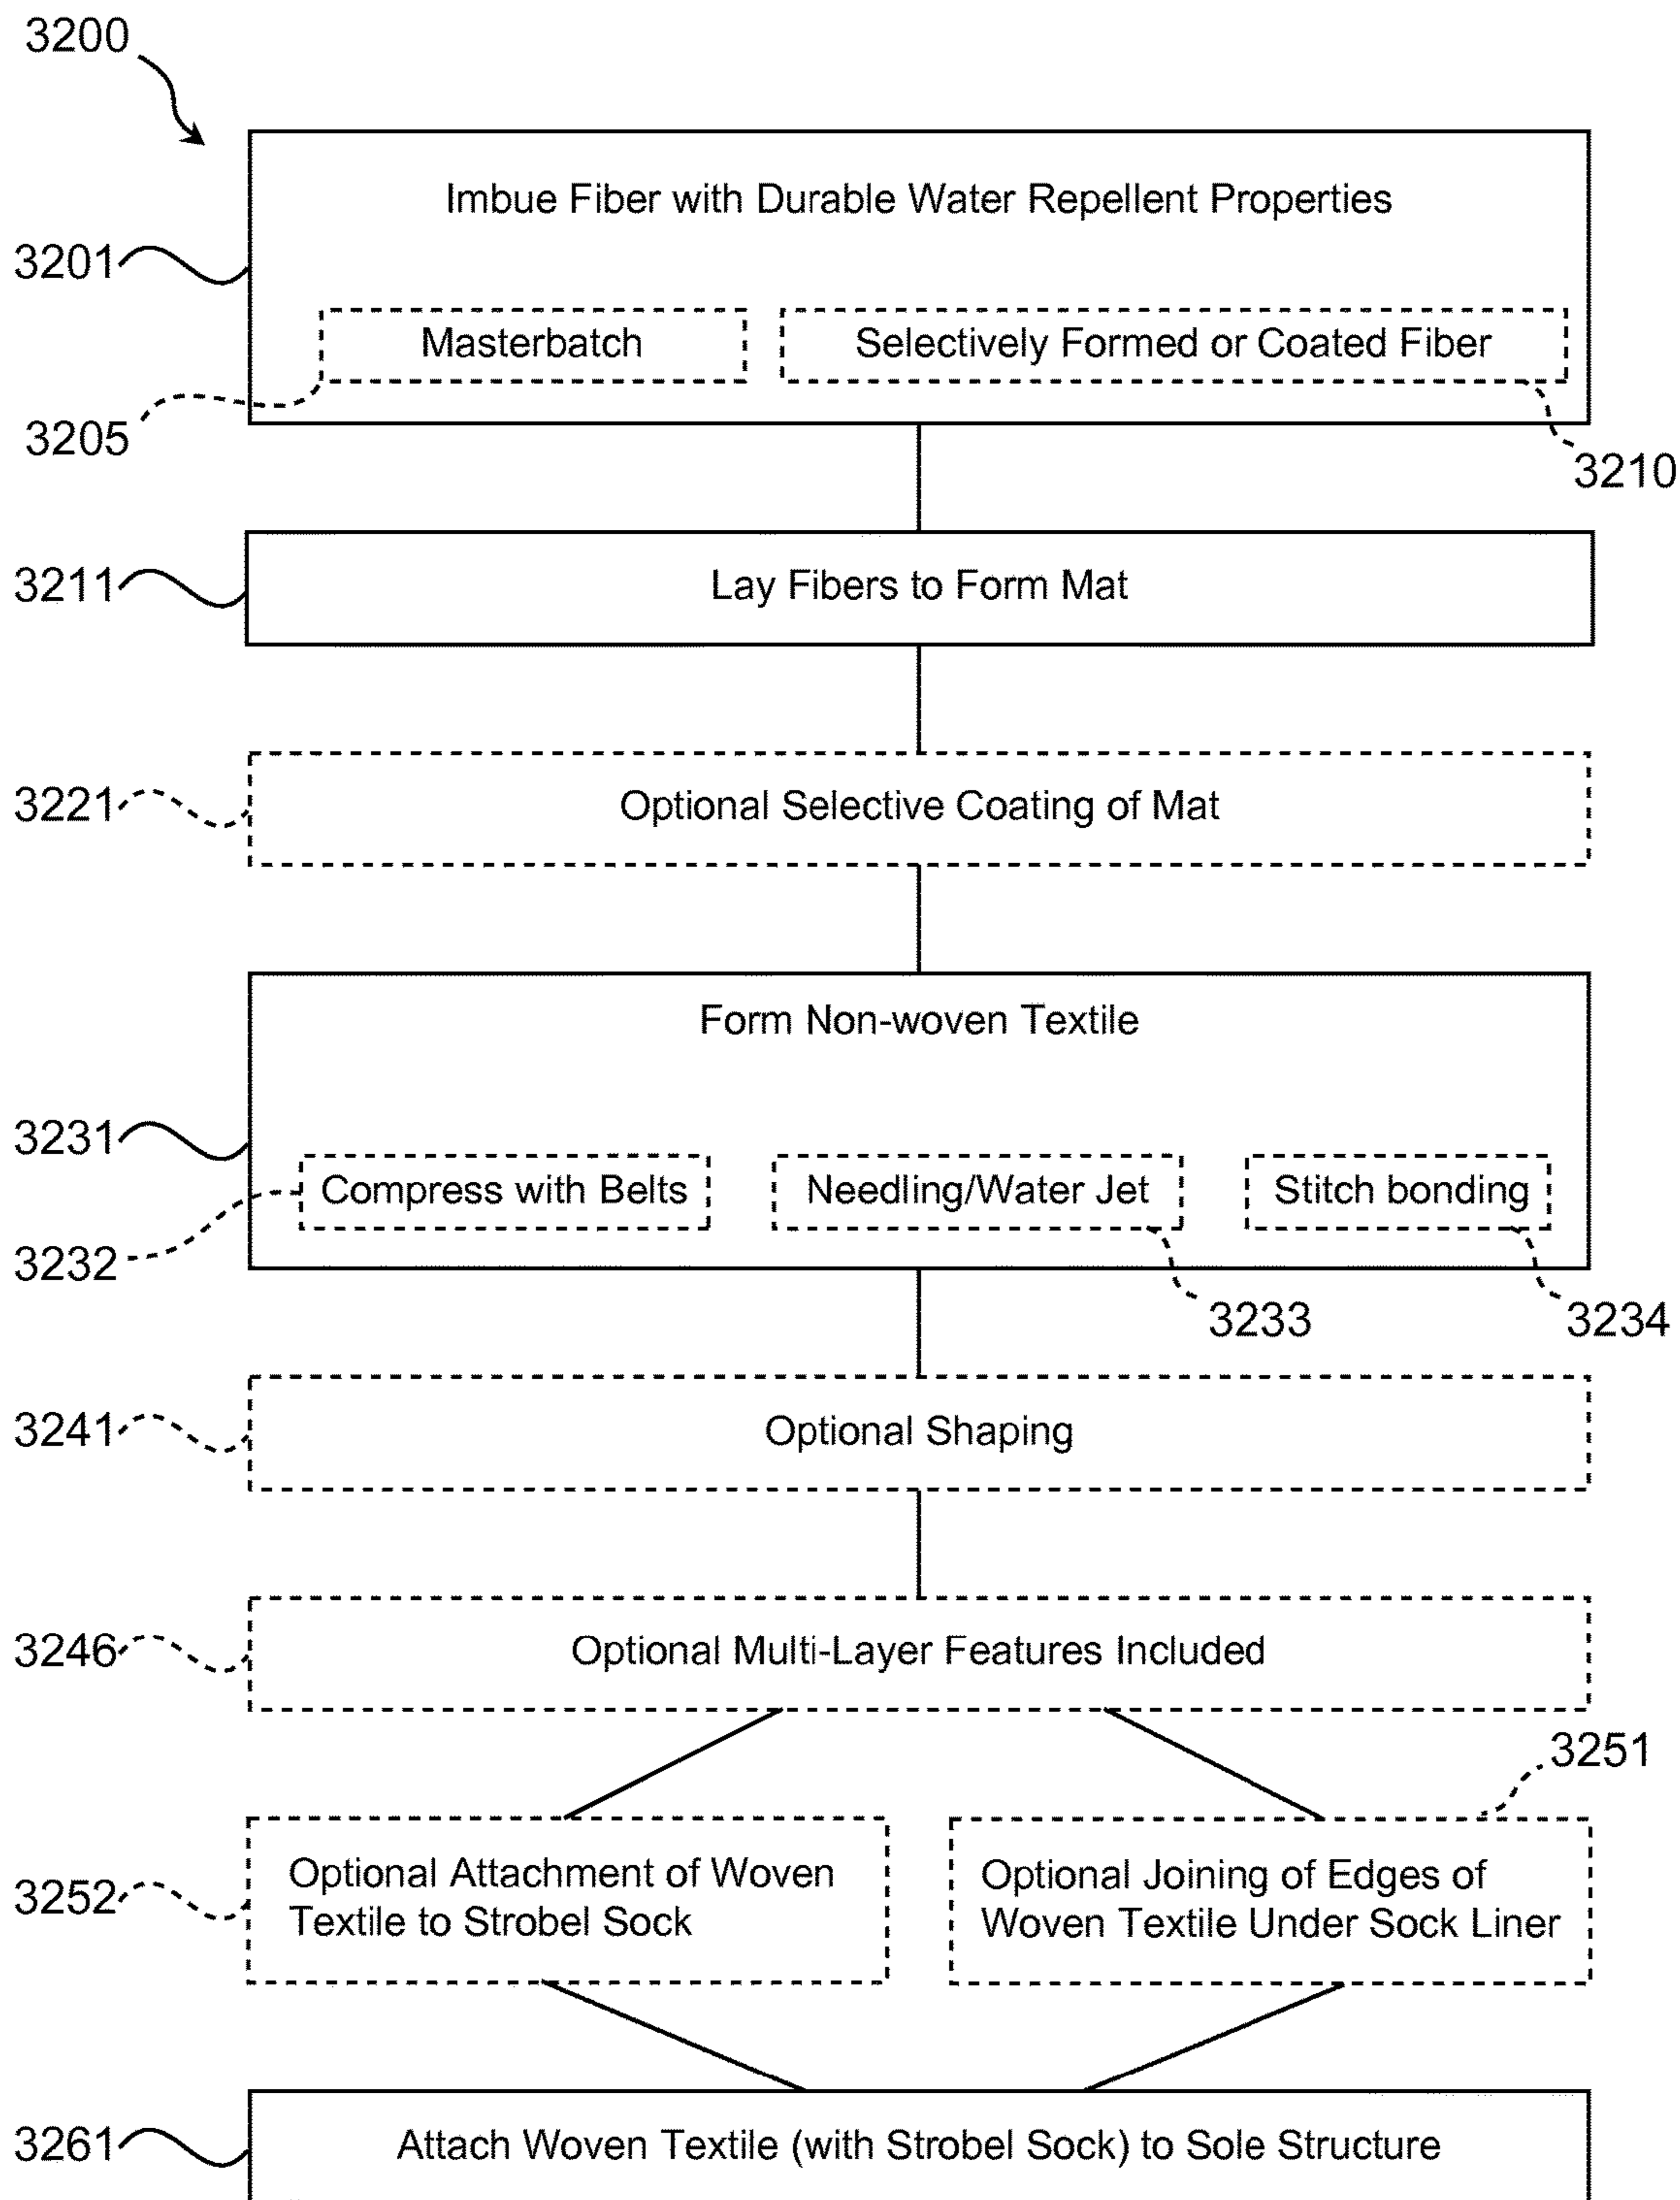 3200
Imbue Fiber with Durable Water Repellent Properties
3201
Masterbatch
Selectively Formed or Coated Fiber
3205
3210
3211
Lay Fibers to Form Mat
3221
Optional Selective Coating of Mat
Form Non-woven Textile
3231
Compress with Belts
Needling/Water Jet
Stitch bonding
3232
3233
3234
3241
Optional Shaping
3246
Optional Multi-Layer Features Included
3251
3252
Optional Attachment of Woven
Textile to Strobel Sock
Optional Joining of Edges of
Woven Textile Under Sock Liner
3261
Attach Woven Textile (with Strobel Sock) to Sole Structure